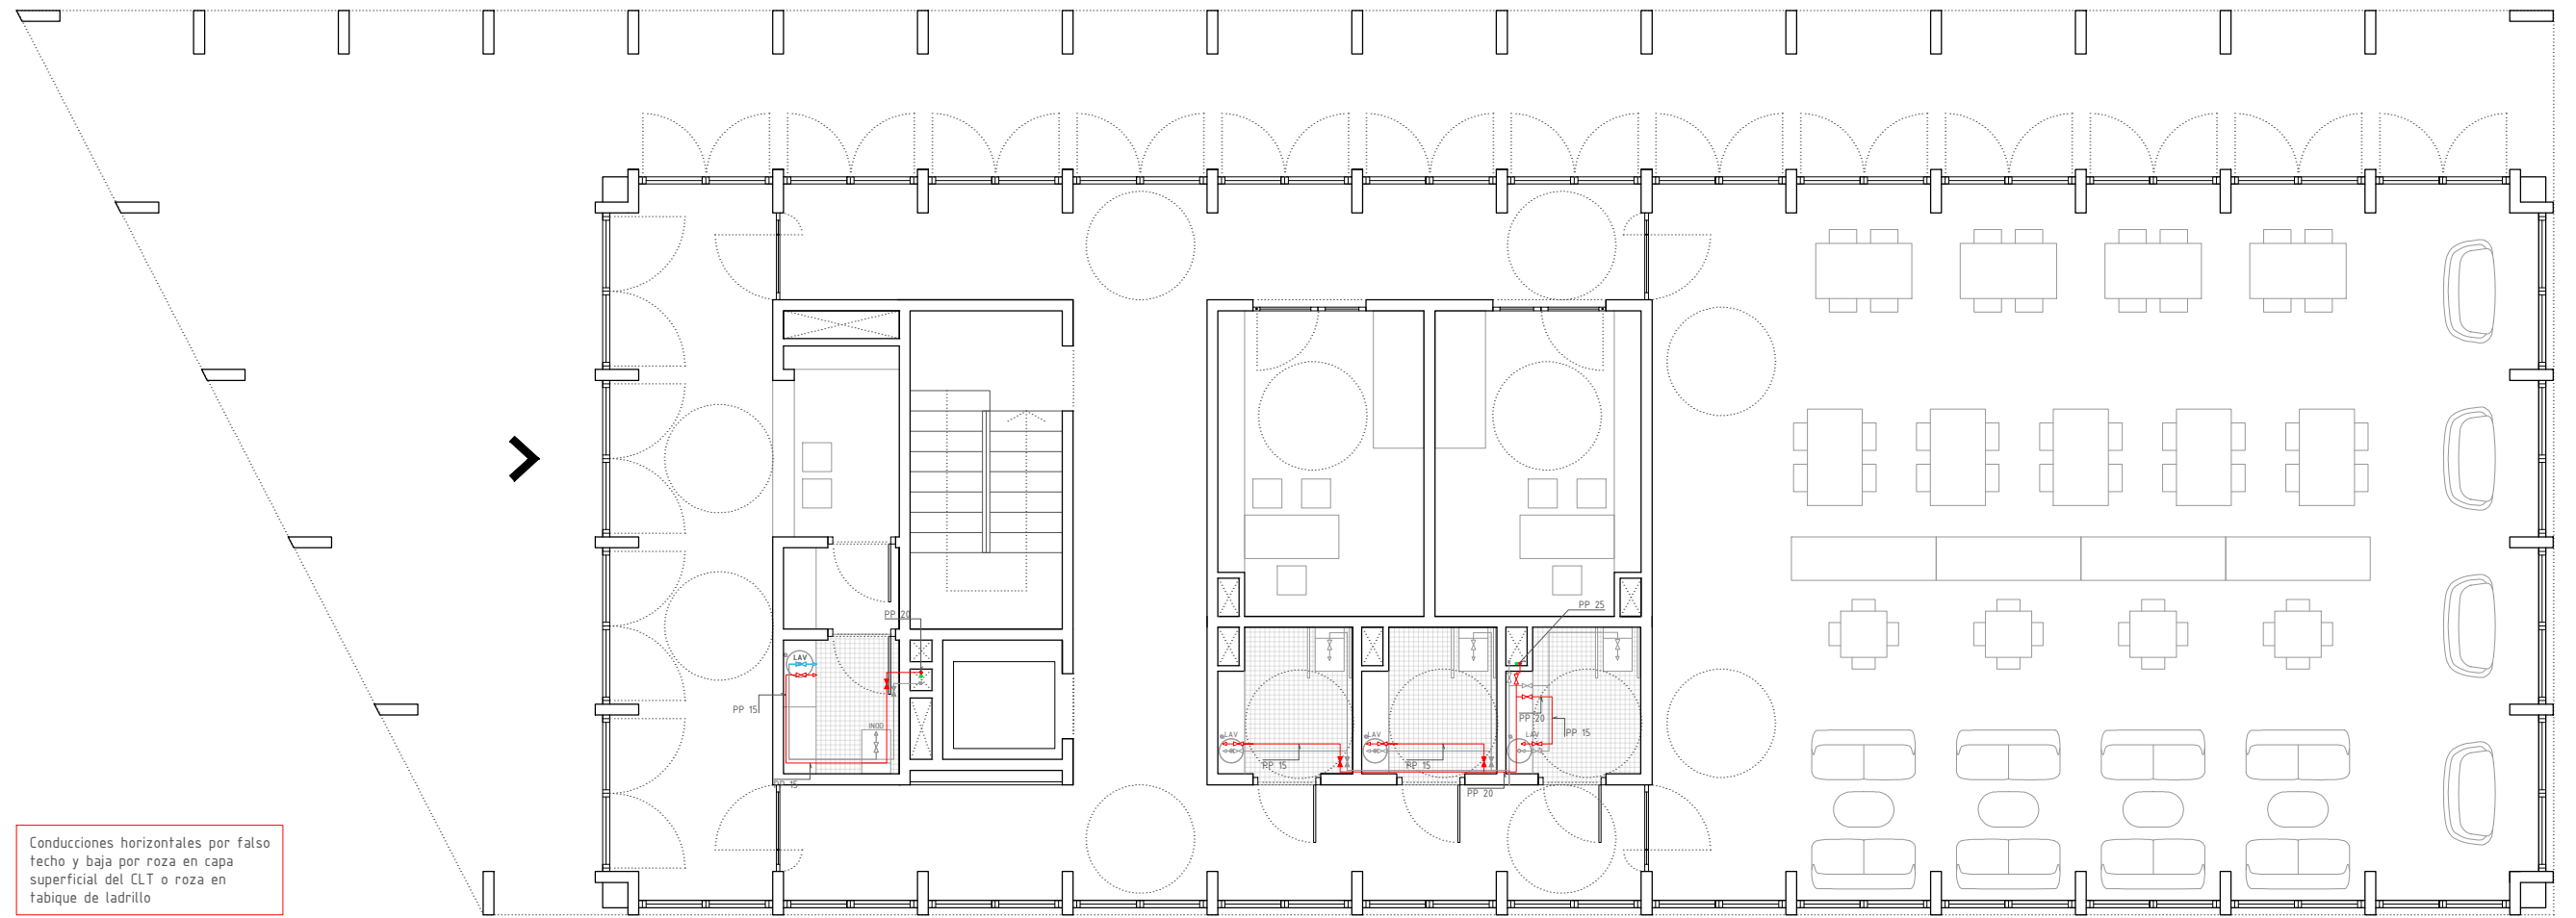 PP 25
PP 20
LAV
PP 15
PP 20
INOD
LAV
LAV
LAV
PP 15
PP 15
PP 15
PP 15
PP 20
Conducciones horizontales por falso
techo y baja por roza en capa
superficial del CLT o roza en
tabique de ladrillo